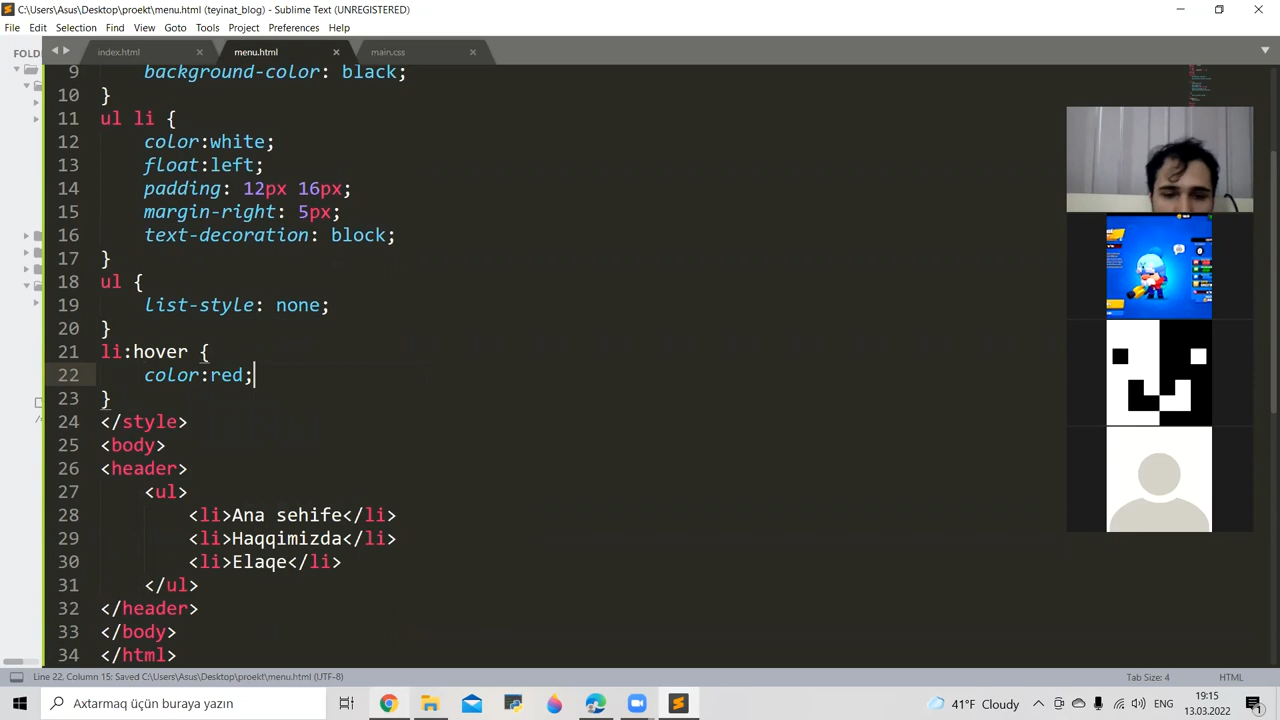 C:\Users\Asus\Desktop\proekt\menu.html (teyinat_blog) - Sublime Text (UNREGISTERED)
File Edit Selection Find View Goto Tools Project Preferences Help
FOLD
index.html
menu.html
main.css
9 background-color: black;
10 }
11 ul li {
12 color:white;
13 float:left;
14 padding: 12px 16px;
15 margin-right: 5px;
16 text-decoration: block;
17 }
18 ul {
19 list-style: none;
20 }
21 li:hover {
22 color:red;
23 }
24 </style>
25 <body>
26 <header>
27 <ul>
28 <li>Ana sehife</li>
29 <li>Haqqimizda</li>
30 <li>Elaqe</li>
31 </ul>
32 </header>
33 </body>
34 </html>
Line 22, Column 15: Saved C:\Users\Asus\Desktop\proekt\menu.html (UTF-8)
Tab Size: 4
HTML
Axtarmaq üçün buraya yazın
41°F Cloudy
ENG
19:15
13.03.2022
1